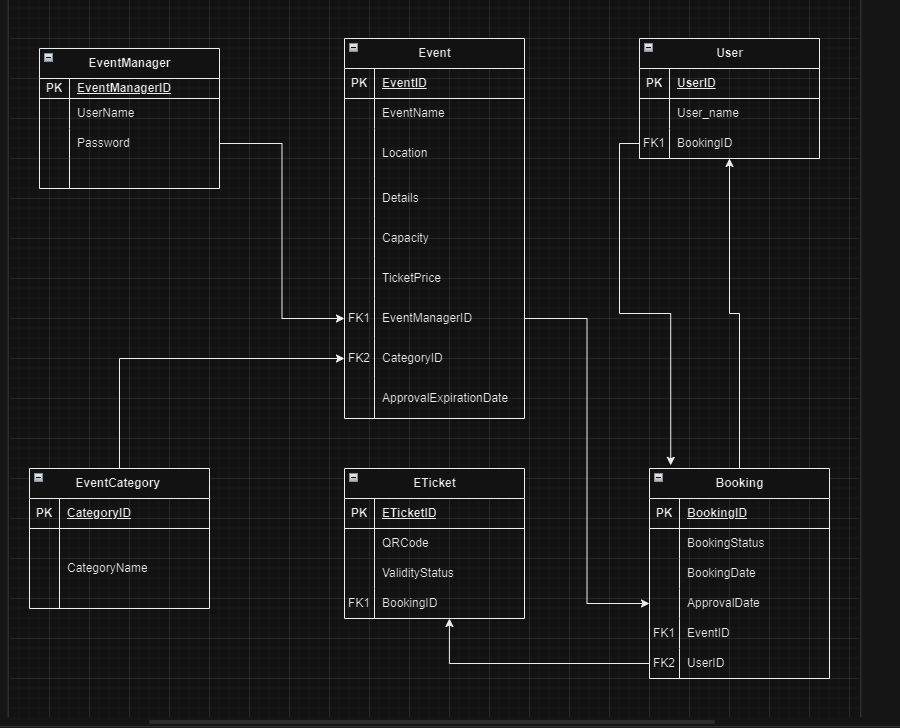 EventManager
PK EventManagerID
UserName
Password
Event
PK EventID
EventName
Location
Details
Capacity
TicketPrice
FK1 EventManagerID
FK2 CategoryID
ApprovalExpirationDate
User
PK UserID
User_name
FK1 BookingID
EventCategory
PK CategoryID
CategoryName
ETicket
PK ETicketID
QRCode
ValidityStatus
FK1 BookingID
Booking
PK BookingID
BookingStatus
BookingDate
ApprovalDate
FK1 EventID
FK2 UserID